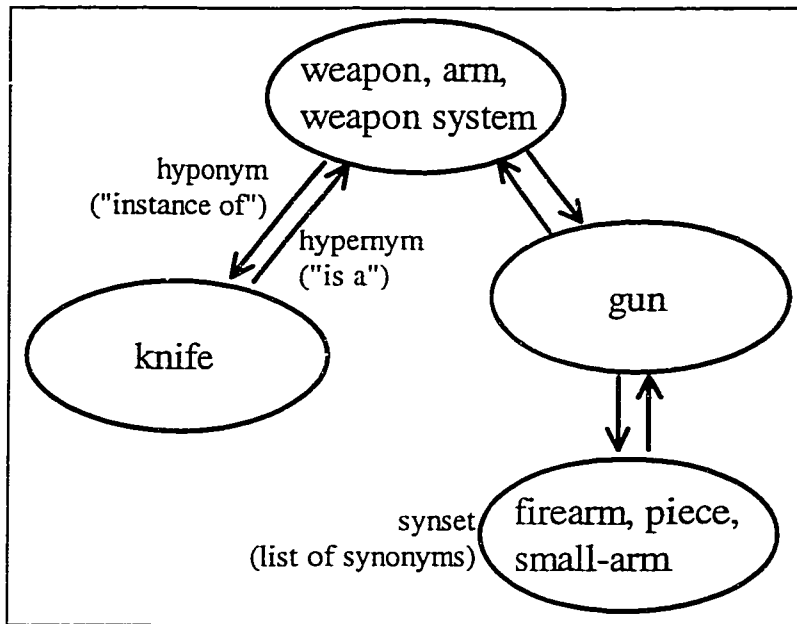 weapon, arm,
weapon system
hyponym
("instance of")
hypernym
("is a")
gun
knife
synset
(list of synonyms)
firearm, piece,
small-arm